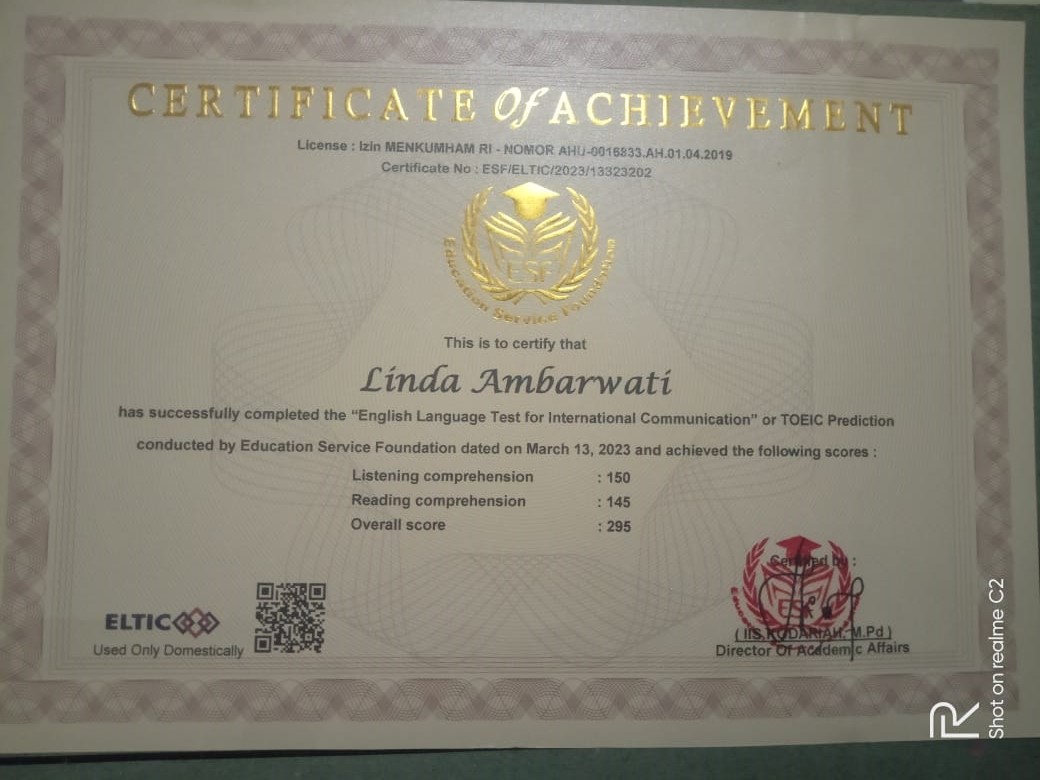 CERTIFICATE Of ACHIEVEMENT
License : Izin MENKUMHAM RI - NOMOR AHU-0016833.AH.01.04.2019
Certificate No : ESF/ELTIC/2023/13323202
ESF
Education Service Foundation
This is to certify that
Linda Ambarwati
has successfully completed the “English Language Test for International Communication” or TOEIC Prediction
conducted by Education Service Foundation dated on March 13, 2023 and achieved the following scores :
Listening comprehension : 150
Reading comprehension : 145
Overall score : 295
Certified by :
ESF
ELTIC
Used Only Domestically
( IIS KODARIAH, M.Pd )
Director Of Academic Affairs
Shot on realme C2